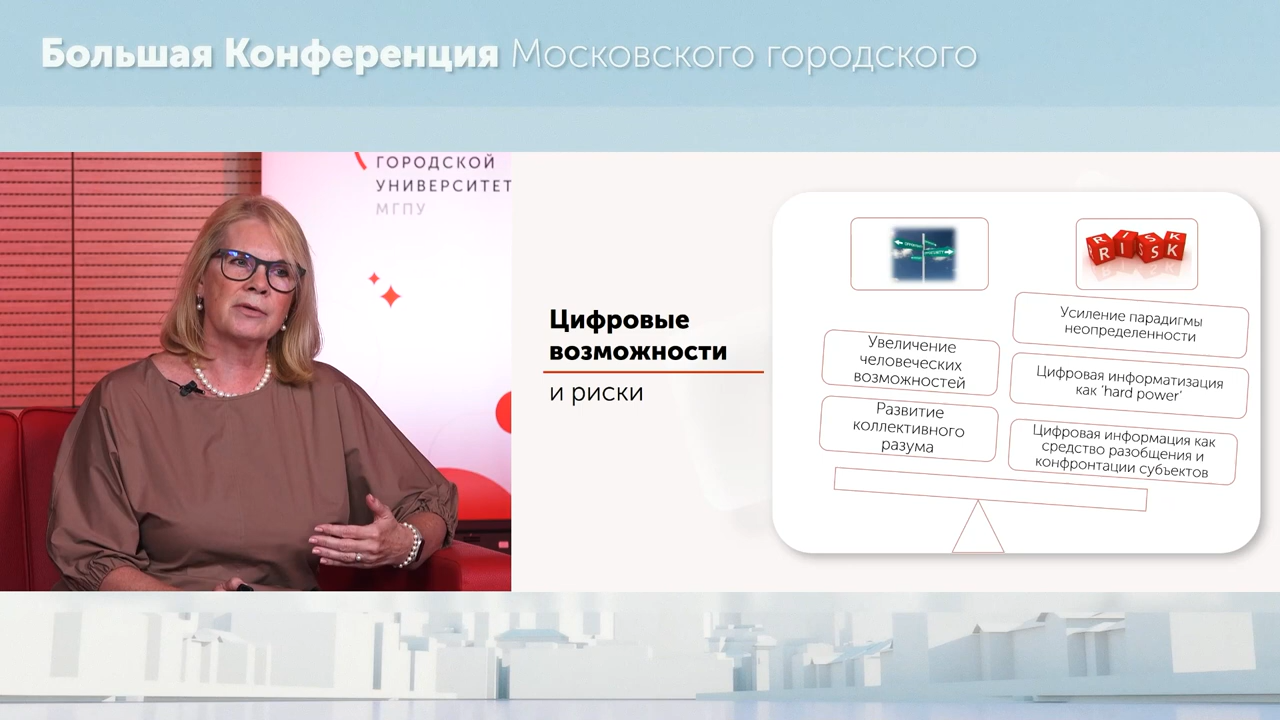 Большая Конференция Московского городского
ГОРОДСКОЙ
УНИВЕРСИТЕТ
МГПУ
Цифровые
возможности
и риски
RISK
RISK
Увеличение
человеческих
возможностей
Развитие
коллективного
разума
Усиление парадигмы
неопределенности
Цифровая информатизация
как ‘hard power’
Цифровая информация как
средство разобщения и
конфронтации субъектов